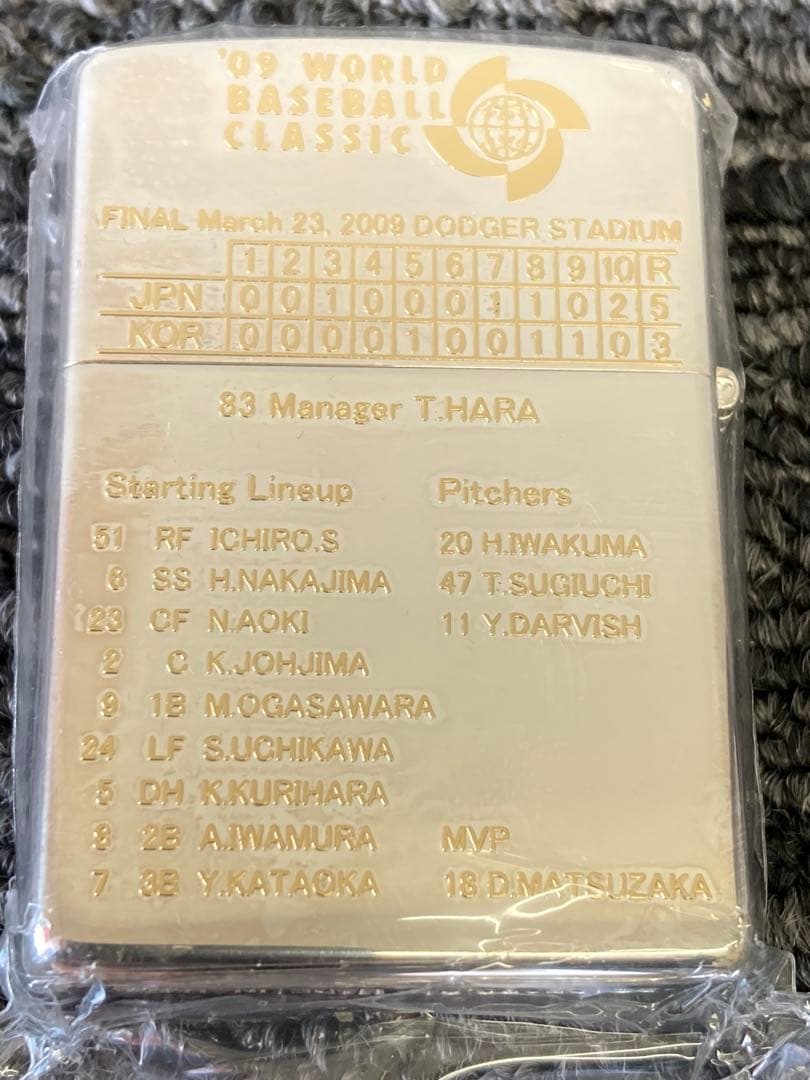 '09 WORLD
BASEBALL
CLASSIC
FINAL March 23, 2009 DODGER STADIUM
1 2 3 4 5 6 7 8 9 10 R
JPN 0 0 1 0 0 0 1 1 0 2 5
KOR 0 0 0 0 1 0 0 1 1 0 3
83 Manager T.HARA
Starting Lineup Pitchers
51 RF ICHIRO.S 20 H.IWAKUMA
6 SS H.NAKAJIMA 47 T.SUGIUCHI
23 CF N.AOKI 11 Y.DARVISH
2 C K.JOHJIMA
9 1B M.OGASAWARA
24 LF S.UCHIKAWA
5 DH K.KURIHARA
8 2B A.IWAMURA MVP
7 3B Y.KATAOKA 18 D.MATSUZAKA